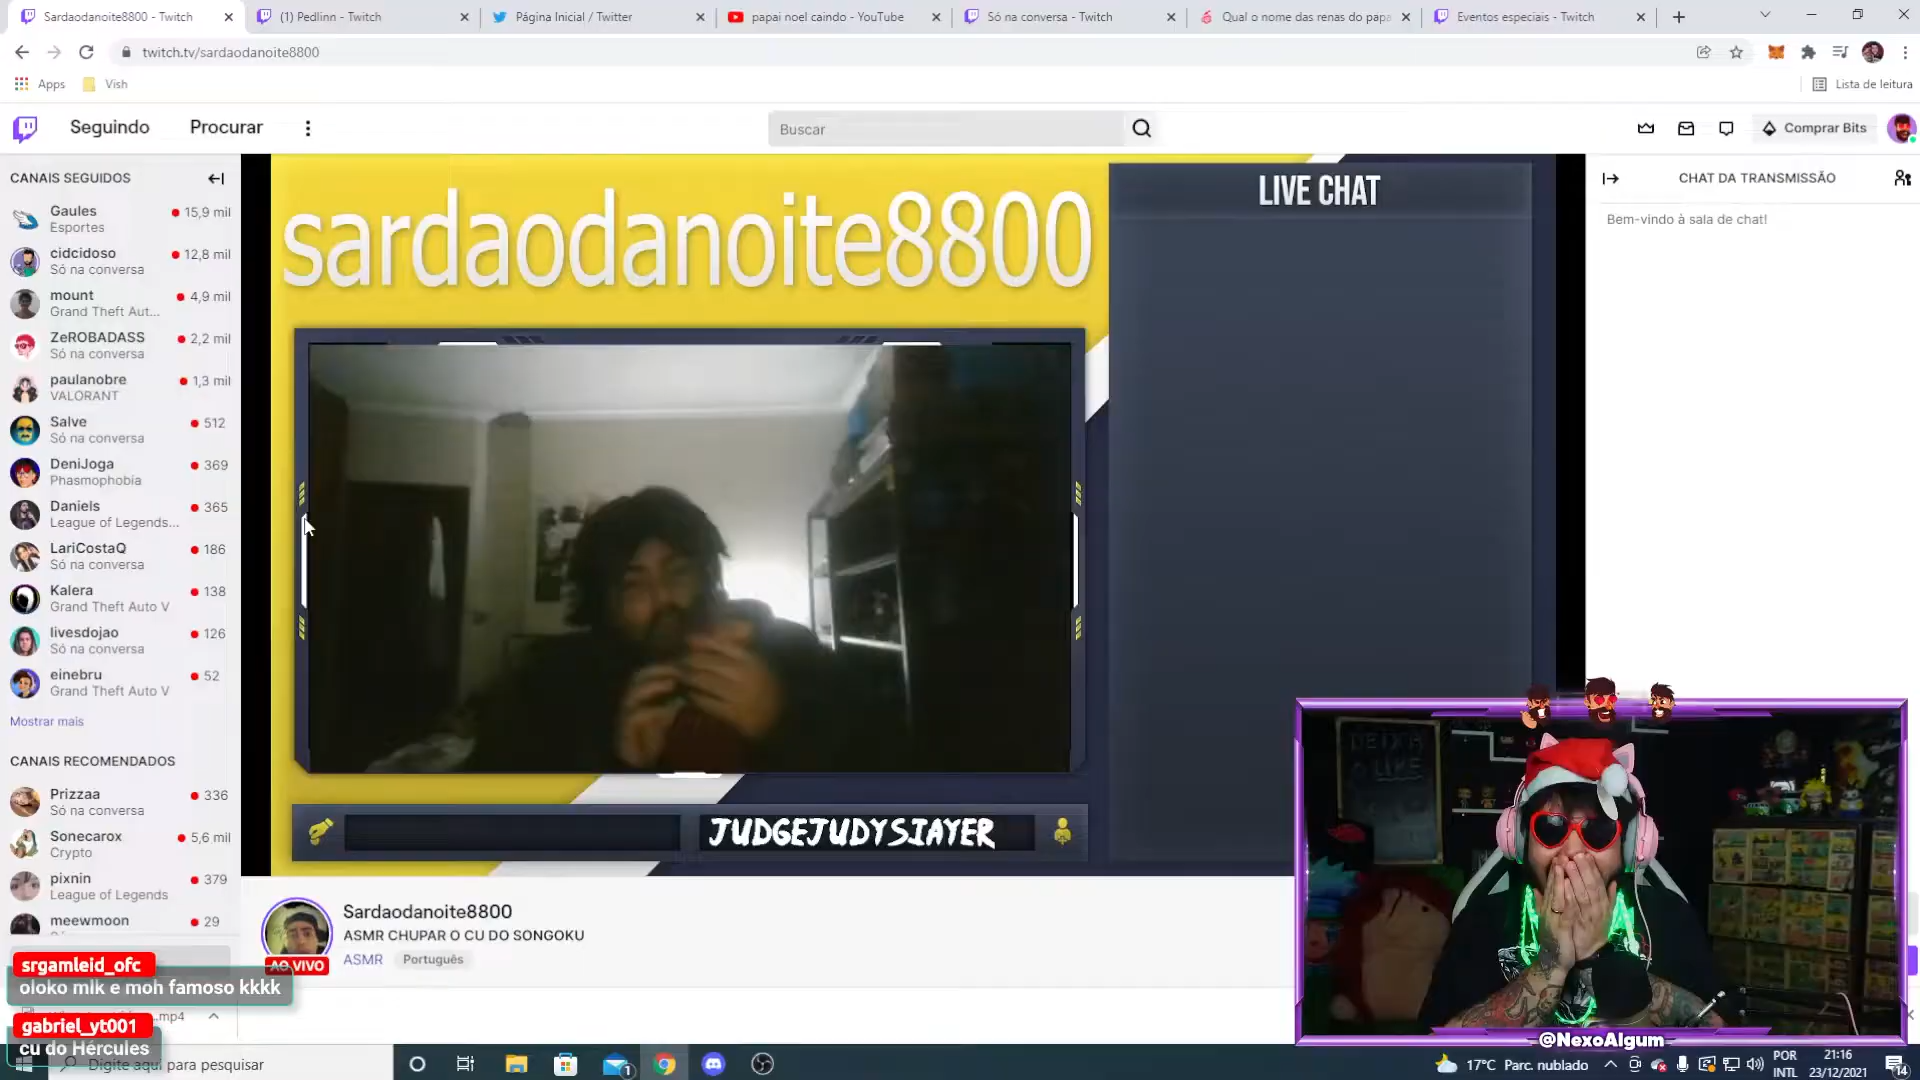 Sardaodanoite8800 - Twitch
(1) Pedlinn - Twitch
Página Inicial / Twitter
papai noel caindo - YouTube
Só na conversa - Twitch
Qual o nome das renas do papa
Eventos especiais - Twitch
twitch.tv/sardaodanoite8800
Apps
Vish
Lista de leitura
Seguindo
Procurar
Buscar
Comprar Bits
CANAIS SEGUIDOS
Gaules
15,9 mil
Esportes
cidcidoso
12,8 mil
Só na conversa
mount
4,9 mil
Grand Theft Aut...
ZeROBADASS
2,2 mil
Só na conversa
paulanobre
1,3 mil
VALORANT
Salve
512
Só na conversa
DeniJoga
369
Phasmophobia
Daniels
365
League of Legends...
LariCostaQ
186
Só na conversa
Kalera
138
Grand Theft Auto V
livesdojao
126
Só na conversa
einebru
52
Grand Theft Auto V
Mostrar mais
CANAIS RECOMENDADOS
Prizzaa
336
Só na conversa
Sonecarox
5,6 mil
Crypto
pixnin
379
League of Legends
meewmoon
29
srgamleid_ofc
oloko mlk e moh famoso kkkk
.mp4
gabriel_yt001
cu do Hércules
Digite aqui para pesquisar
sardaodanoite8800
LIVE CHAT
JUDGEJUDYSIAYER
Sardaodanoite8800
ASMR CHUPAR O CU DO SONGOKU
AO VIVO
ASMR
Português
CHAT DA TRANSMISSÃO
Bem-vindo à sala de chat!
DEIXA
O LIKE
@NexoAlgum
1
17°C Parc. nublado
POR
INTL
21:16
23/12/2021
14